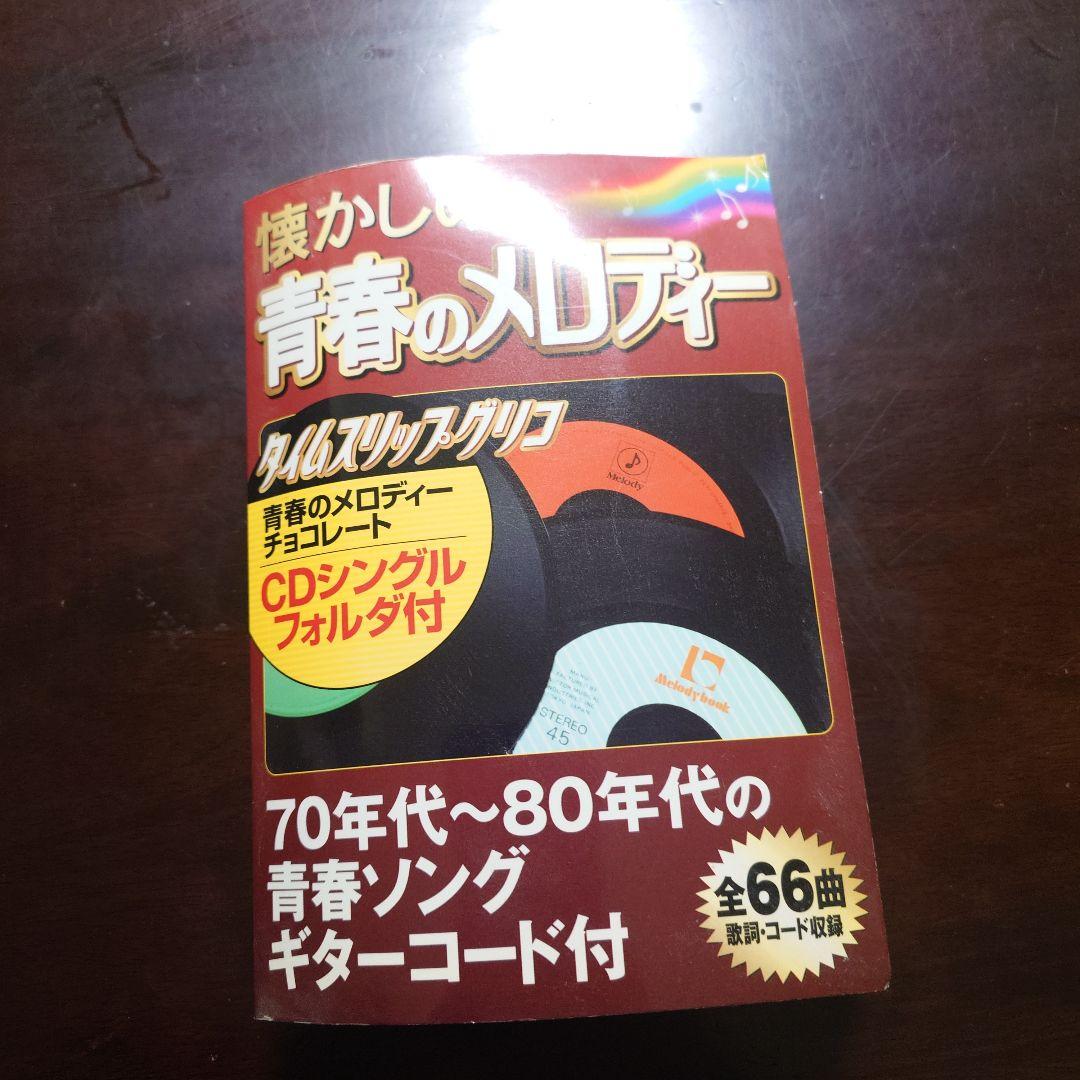 懐かしの
青春のメロディー
タイムスリップグリコ
青春のメロディー
チョコレート
CDシングル
フォルダ付
Melody
Melodybook
STEREO
45
70年代～80年代の
青春ソング
ギターコード付
全66曲
歌詞・コード収録